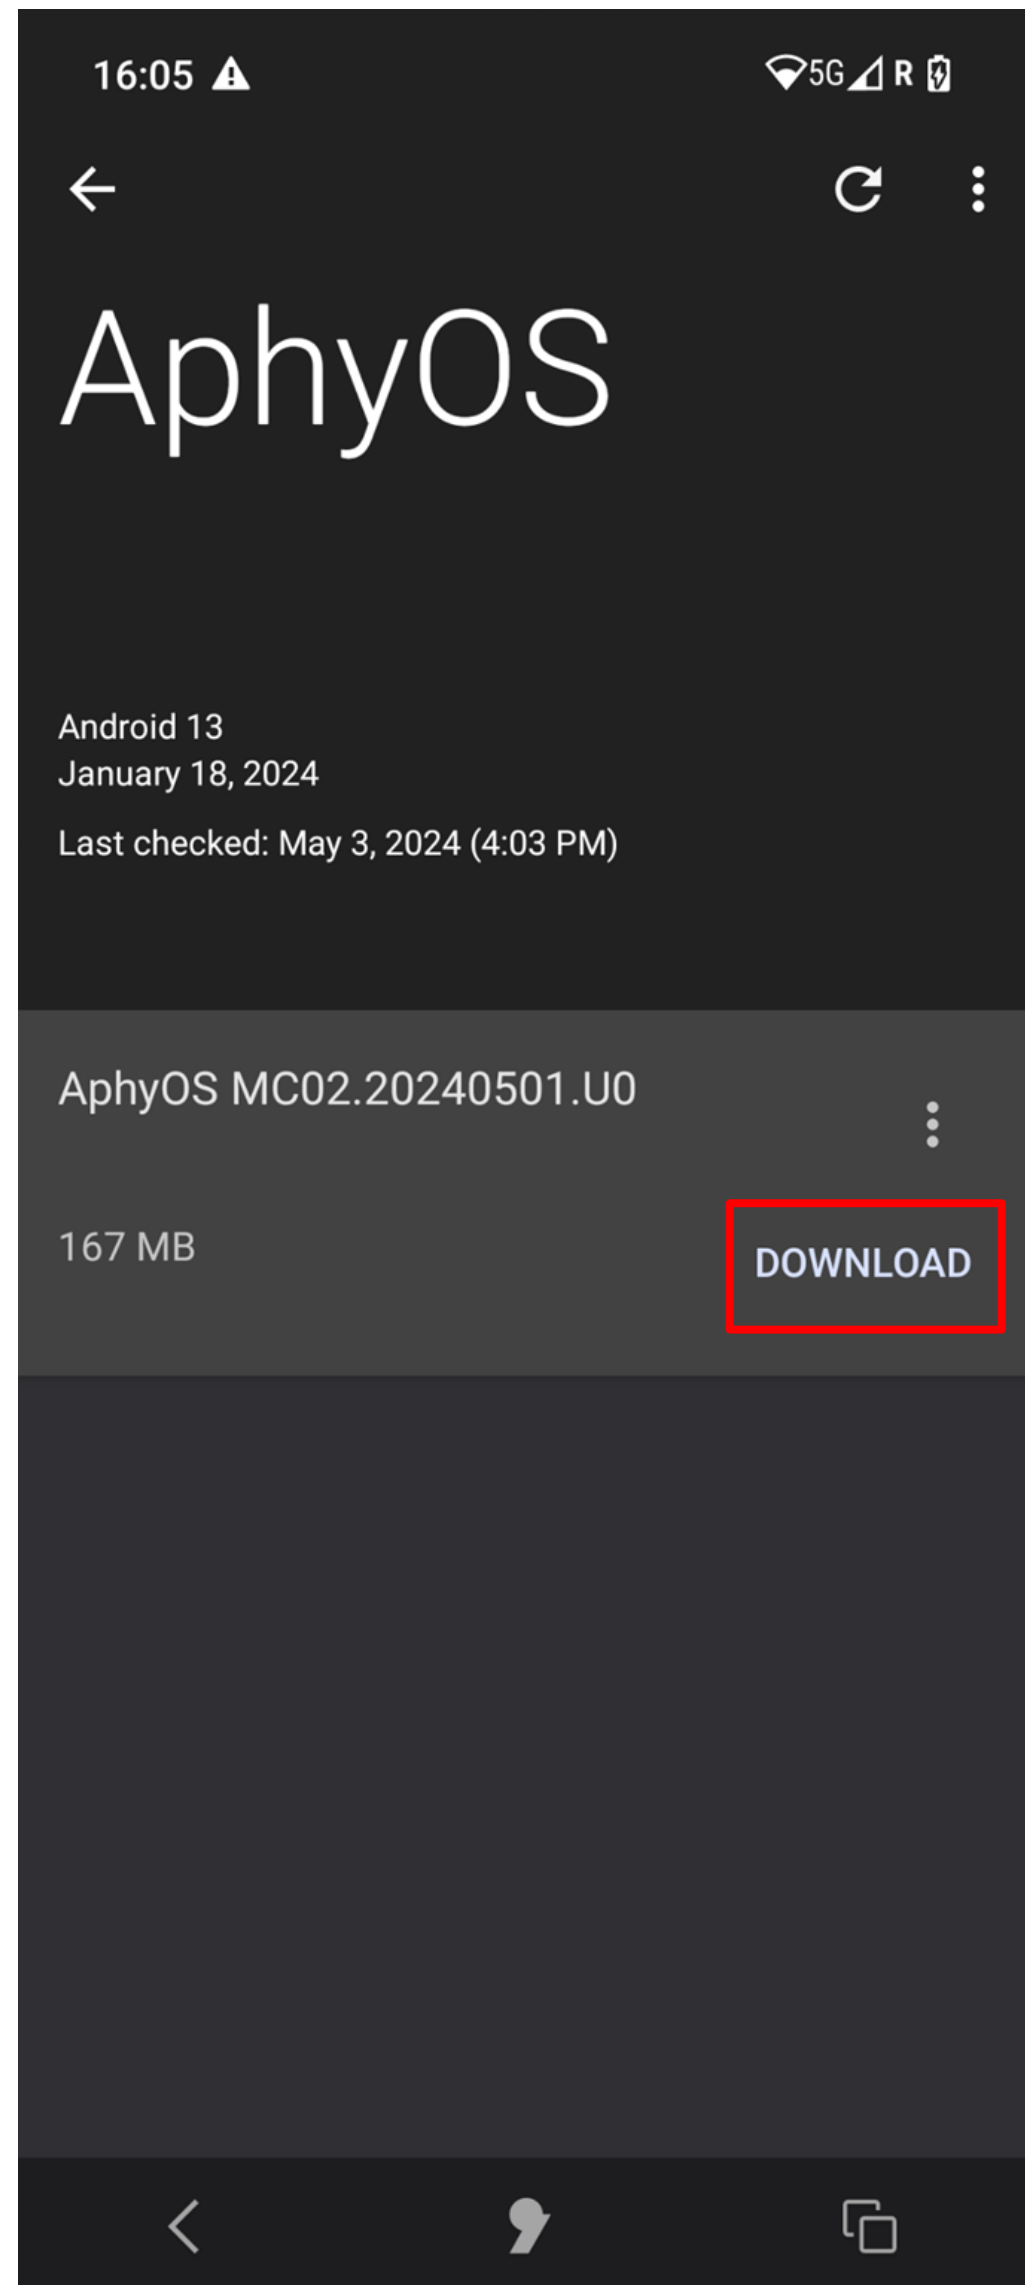 16:05
5G R
AphyOS
Android 13
January 18, 2024
Last checked: May 3, 2024 (4:03 PM)
AphyOS MC02.20240501.U0
167 MB
DOWNLOAD